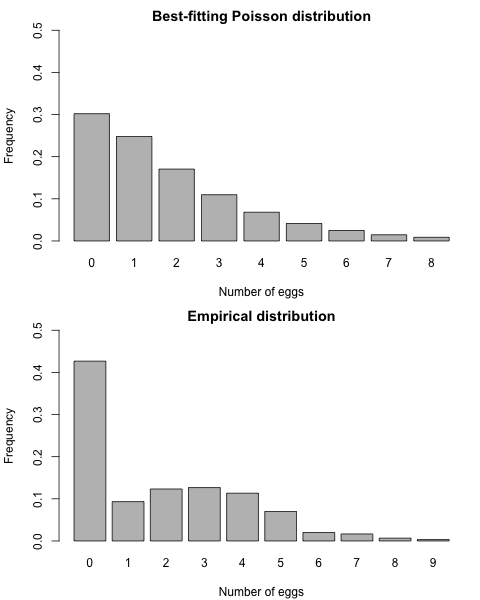 Best-fitting Poisson distribution
0.5
0.4
0.3
0.2
0.1
0.0
Frequency
0 1 2 3 4 5 6 7 8
Number of eggs
Empirical distribution
0.5
0.4
0.3
0.2
0.1
0.0
Frequency
0 1 2 3 4 5 6 7 8 9
Number of eggs